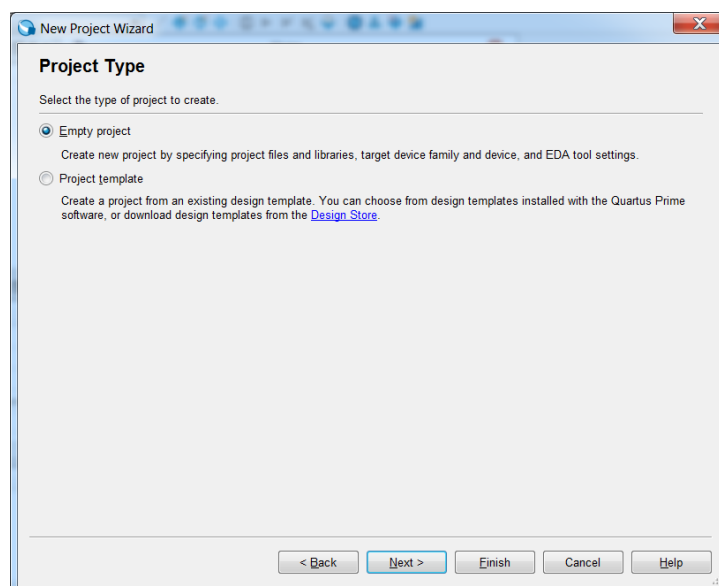 New Project Wizard
Project Type
Select the type of project to create.
Empty project
Create new project by specifying project files and libraries, target device family and device, and EDA tool settings.
Project template
Create a project from an existing design template. You can choose from design templates installed with the Quartus Prime
software, or download design templates from the Design Store.
< Back
Next >
Finish
Cancel
Help